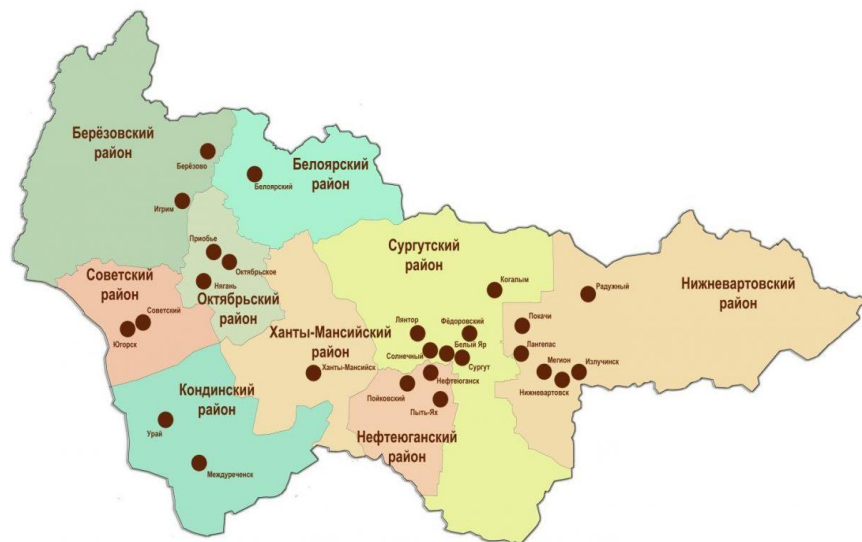 Берёзовский
район
Берёзово
Белоярский
район
Белоярский
Игрим
Приобье
Октябрьское
Нягань
Октябрьский
район
Советский
район
Советский
Югорск
Сургутский
район
Когалым
Лянтор
Фёдоровский
Солнечный
Белый Яр
Сургут
Нижневартовский
район
Радужный
Покачи
Лангепас
Мегион
Излучинск
Нижневартовск
Ханты-Мансийский
район
Ханты-Мансийск
Нефтеюганск
Пойковский
Пыть-Ях
Нефтеюганский
район
Кондинский
район
Урай
Междуреченск